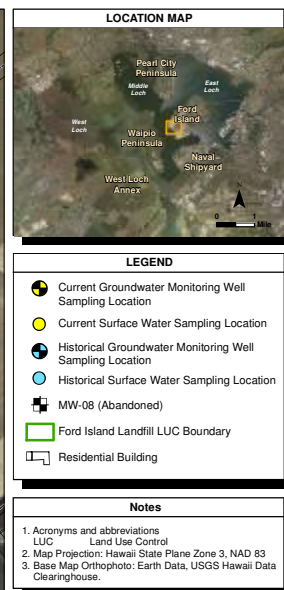 LOCATION MAP
Pearl City
Peninsula
Middle
Loch
East
Loch
Ford
Island
West
Loch
Waipio
Peninsula
Naval
Shipyard
West Loch
Annex
0 1
Mile
LEGEND
Current Groundwater Monitoring Well
Sampling Location
Current Surface Water Sampling Location
Historical Groundwater Monitoring Well
Sampling Location
Historical Surface Water Sampling Location
MW-08 (Abandoned)
Ford Island Landfill LUC Boundary
Residential Building
Notes
1. Acronyms and abbreviations
LUC Land Use Control
2. Map Projection: Hawaii State Plane Zone 3, NAD 83
3. Base Map Orthophoto: Earth Data, USGS Hawaii Data
Clearinghouse.